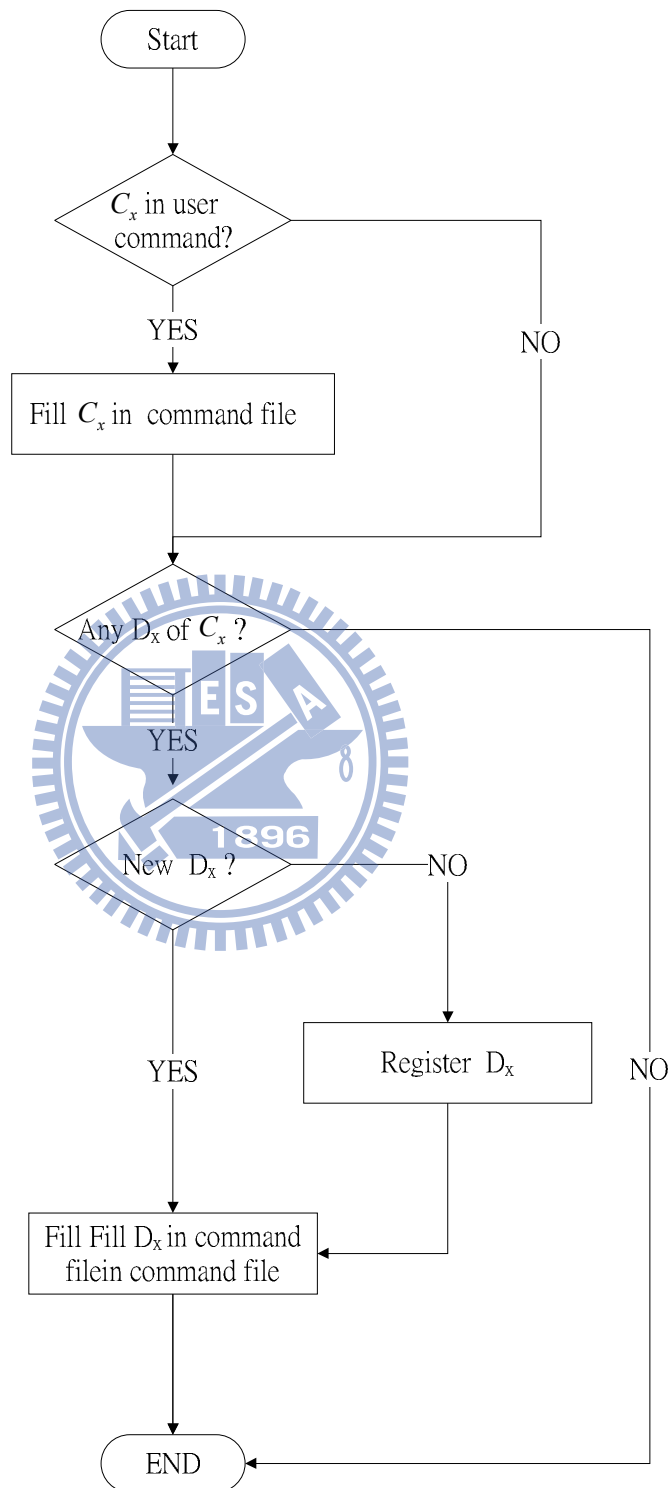 Start
Cx in user
command?
YES
NO
Fill Cx in command file
Any Dx of Cx ?
E S A
YES
1896
New Dx ?
NO
Register Dx
YES
NO
Fill Fill Dx in command
filein command file
END